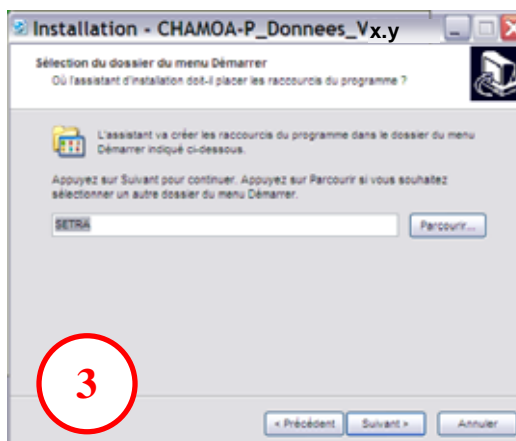 Installation - CHAMOA-P_Donnees_Vx.y
Sélection du dossier du menu Démarrer
Où l'assistant d'installation doit-il placer les raccourcis du programme ?
L'assistant va créer les raccourcis du programme dans le dossier du menu
Démarrer indiqué ci-dessous.
Appuyez sur Suivant pour continuer. Appuyez sur Parcourir si vous souhaitez
sélectionner un autre dossier du menu Démarrer.
SETRA
Parcourir...
3
< Précédent
Suivant >
Annuler